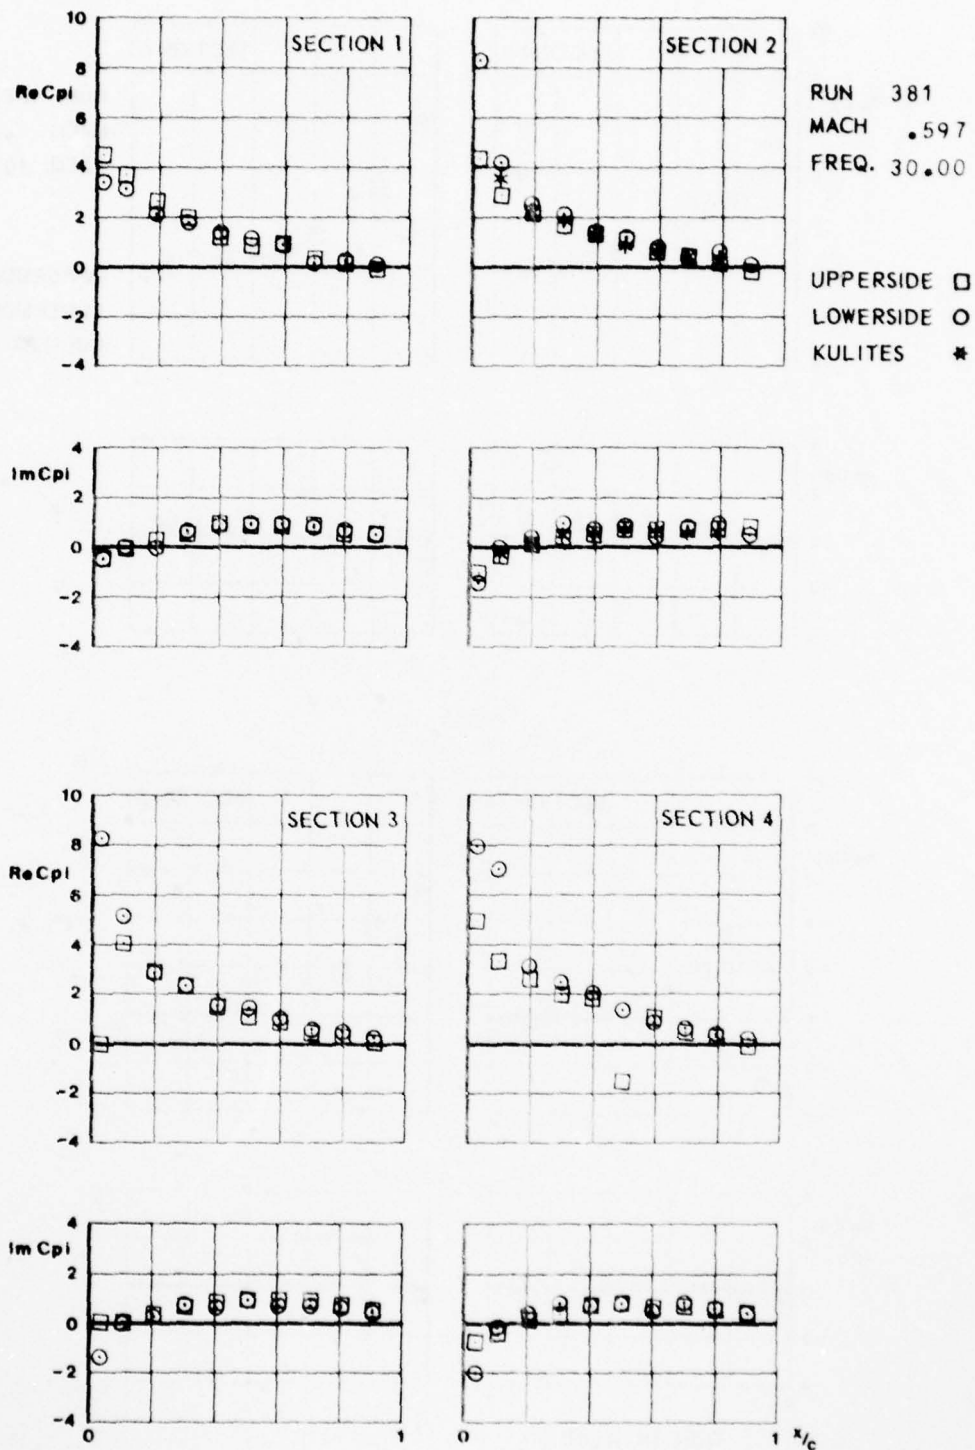 10
8
6
4
2
0
-2
-4
ReCpi
SECTION 1
SECTION 2
RUN 381
MACH .597
FREQ. 30.00
UPPERSIDE □
LOWERSIDE ⊙
KULITES ✶
4
2
0
-2
-4
ImCpi
10
8
6
4
2
0
-2
-4
ReCpi
SECTION 3
SECTION 4
4
2
0
-2
-4
ImCpi
0 1 0 1 x/c